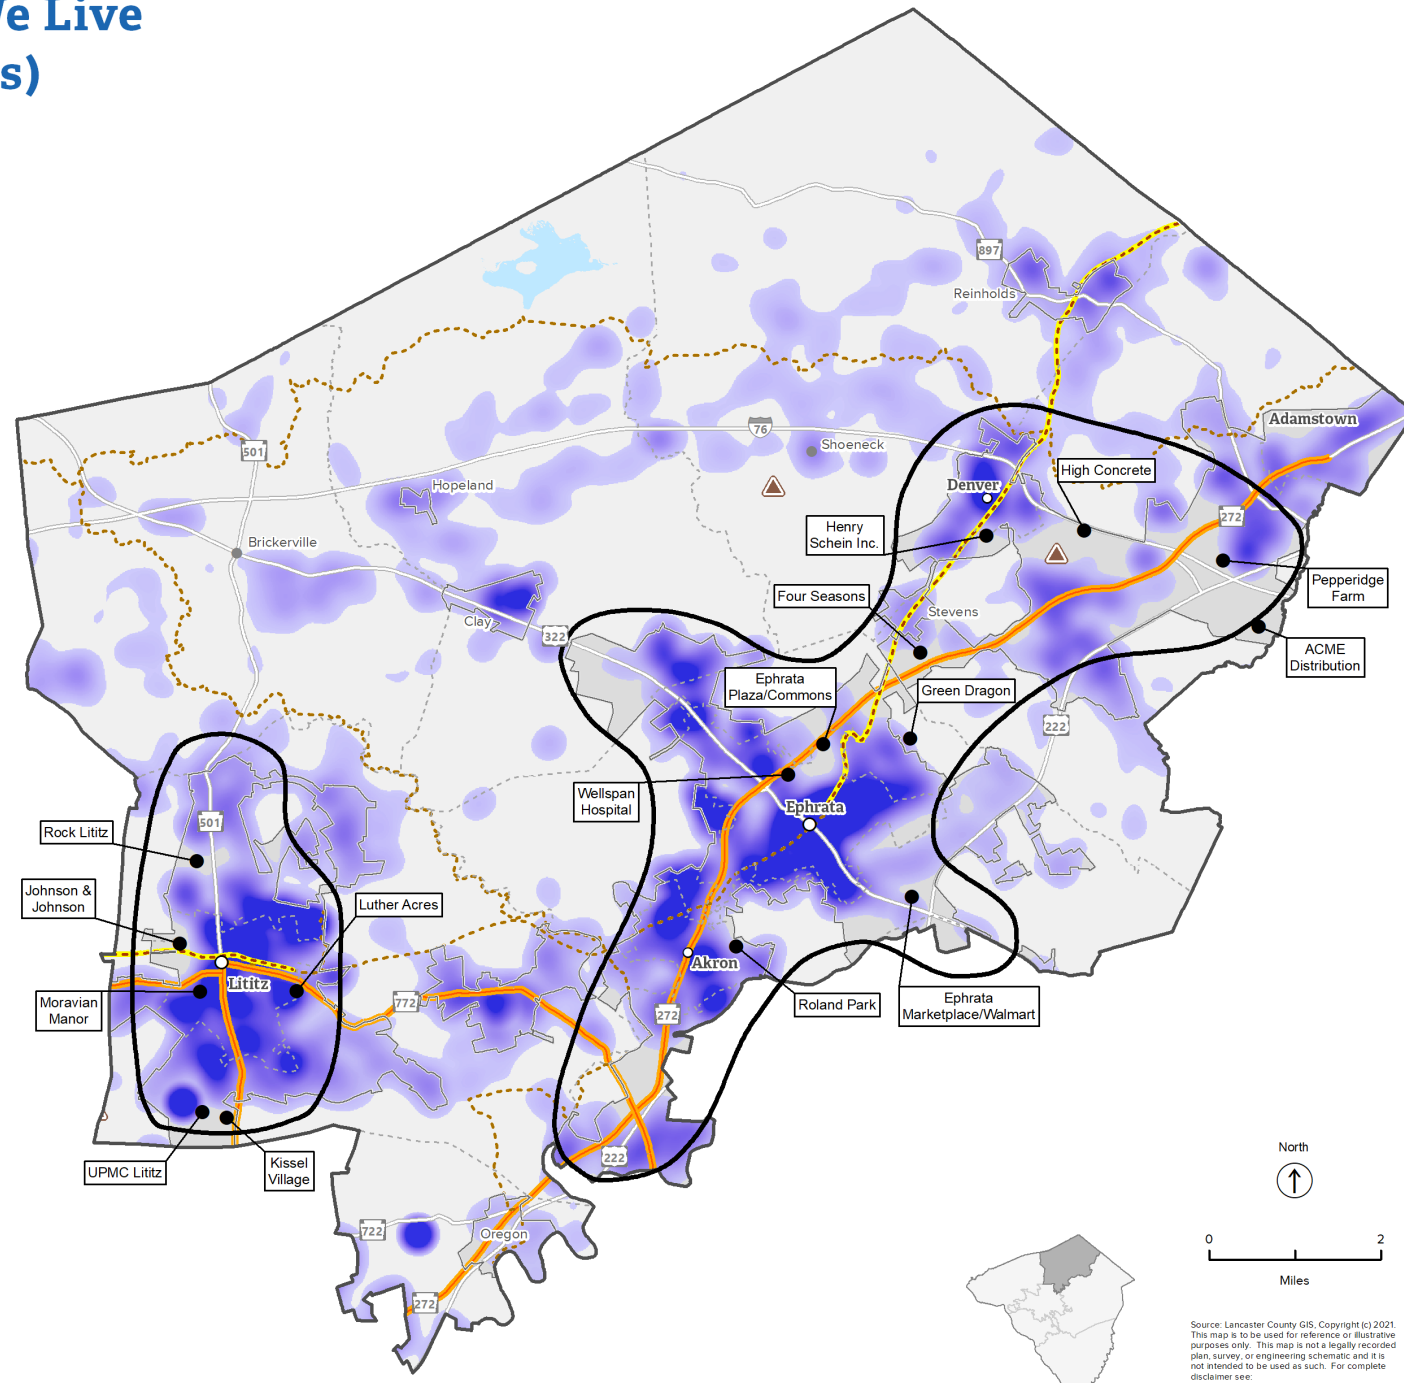 We Live
s)
897
Reinholds
Adamstown
501
76
Shoeneck
High Concrete
Denver
Hopeland
272
Henry
Schein Inc.
Brickerville
Pepperidge
Farm
Four Seasons
Stevens
Clay
322
ACME
Distribution
Ephrata
Plaza/Commons
Green Dragon
222
Wellspan
Hospital
Ephrata
501
Rock Lititz
Johnson &
Johnson
Luther Acres
Akron
Lititz
Moravian
Manor
772
Roland Park
Ephrata
Marketplace/Walmart
272
UPMC Lititz
Kissel
Village
222
North
722
Oregon
0
2
Miles
272
Source: Lancaster County GIS, Copyright (c) 2021.
This map is to be used for reference or illustrative
purposes only. This map is not a legally recorded
plan, survey, or engineering schematic and it is
not intended to be used as such. For complete
disclaimer see: